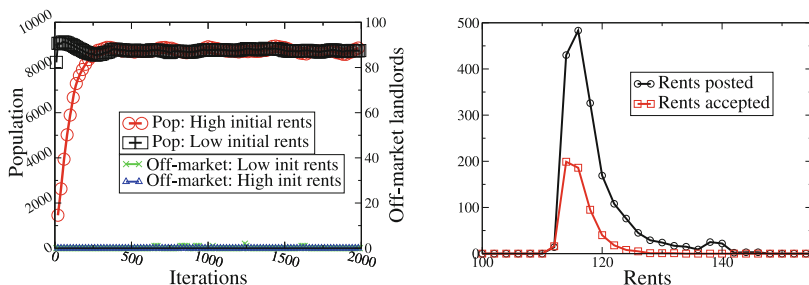 10000
8000
6000
4000
2000
0
Population
100
80
60
40
20
0
Off-market landlords
Pop: High initial rents
Pop: Low initial rents
Off-market: Low init rents
Off-market: High init rents
0 500 1000 1500 2000
Iterations
500
400
300
200
100
0
Rents posted
Rents accepted
100 120 140
Rents